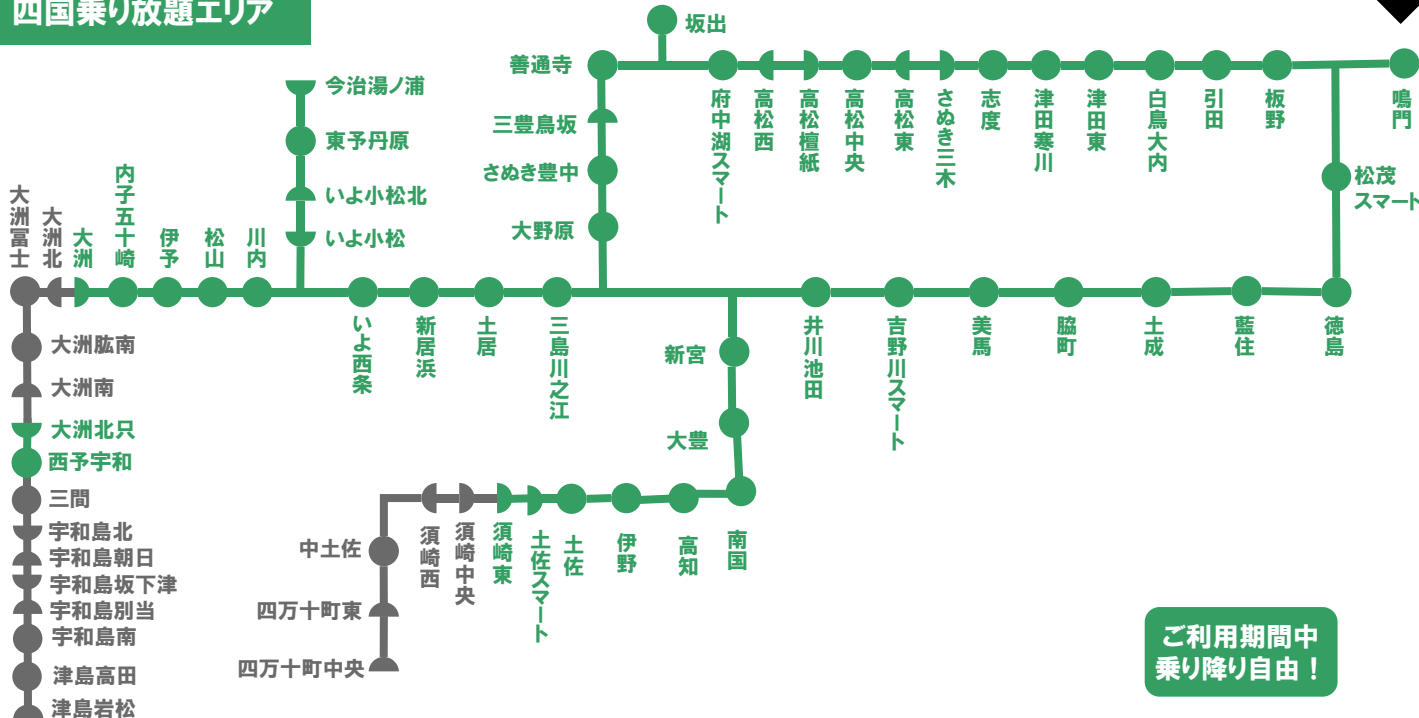 四国乗り放題エリア
坂出
善通寺
府中湖スマート
高松西
高松檀紙
高松中央
高松東
さぬき三木
志度
津田寒川
津田東
白鳥大内
引田
板野
鳴門
今治湯ノ浦
東予丹原
いよ小松北
いよ小松
三豊鳥坂
さぬき豊中
大野原
松茂
スマート
大洲冨士
大洲北
大洲
内子五十崎
伊予
松山
川内
いよ西条
新居浜
土居
三島川之江
井川池田
吉野川スマート
美馬
脇町
土成
藍住
徳島
新宮
大豊
南国
高知
伊野
土佐
土佐スマート
須崎東
須崎中央
須崎西
中土佐
四万十町東
四万十町中央
大洲肱南
大洲南
大洲北只
西予宇和
三間
宇和島北
宇和島朝日
宇和島坂下津
宇和島別当
宇和島南
津島高田
津島岩松
ご利用期間中
乗り降り自由！